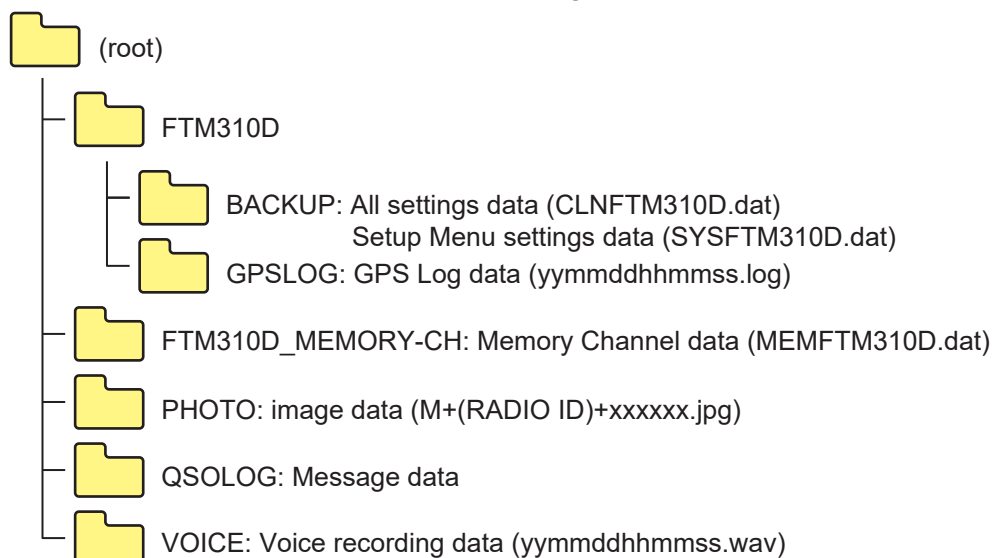 (root)
FTM310D
BACKUP: All settings data (CLNFTM310D.dat)
Setup Menu settings data (SYSFTM310D.dat)
GPSLOG: GPS Log data (yymmddhhmmss.log)
FTM310D_MEMORY-CH: Memory Channel data (MEMFTM310D.dat)
PHOTO: image data (M+(RADIO ID)+xxxxxx.jpg)
QSOLOG: Message data
VOICE: Voice recording data (yymmddhhmmss.wav)